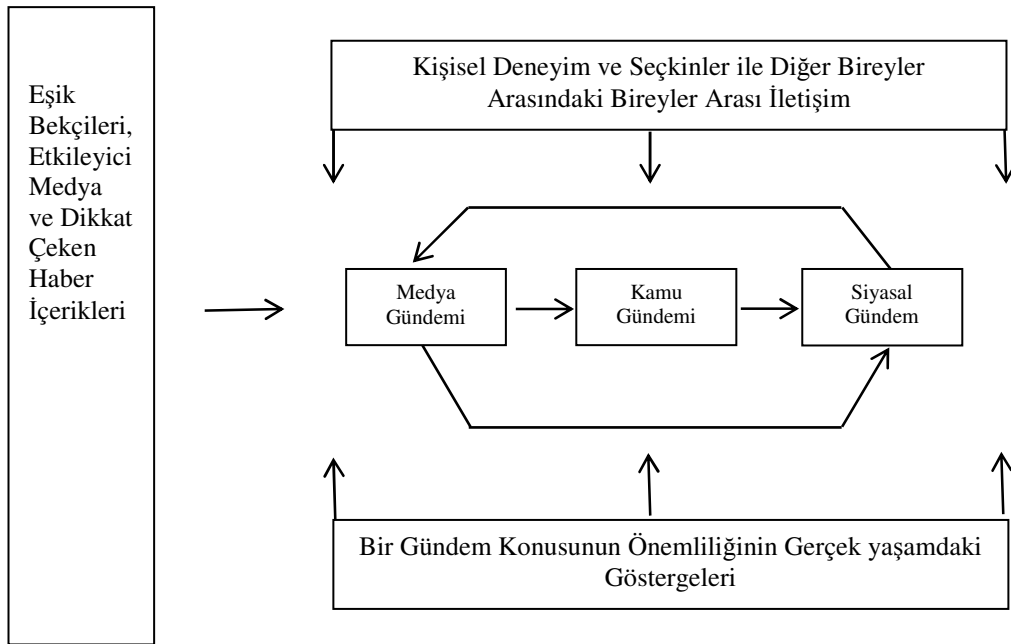 Eşik
Bekçileri,
Etkileyici
Medya
ve Dikkat
Çeken
Haber
İçerikleri
Kişisel Deneyim ve Seçkinler ile Diğer Bireyler
Arasındaki Bireyler Arası İletişim
Medya
Gündemi
Kamu
Gündemi
Siyasal
Gündem
Bir Gündem Konusunun Önemliliğinin Gerçek yaşamdaki
Göstergeleri